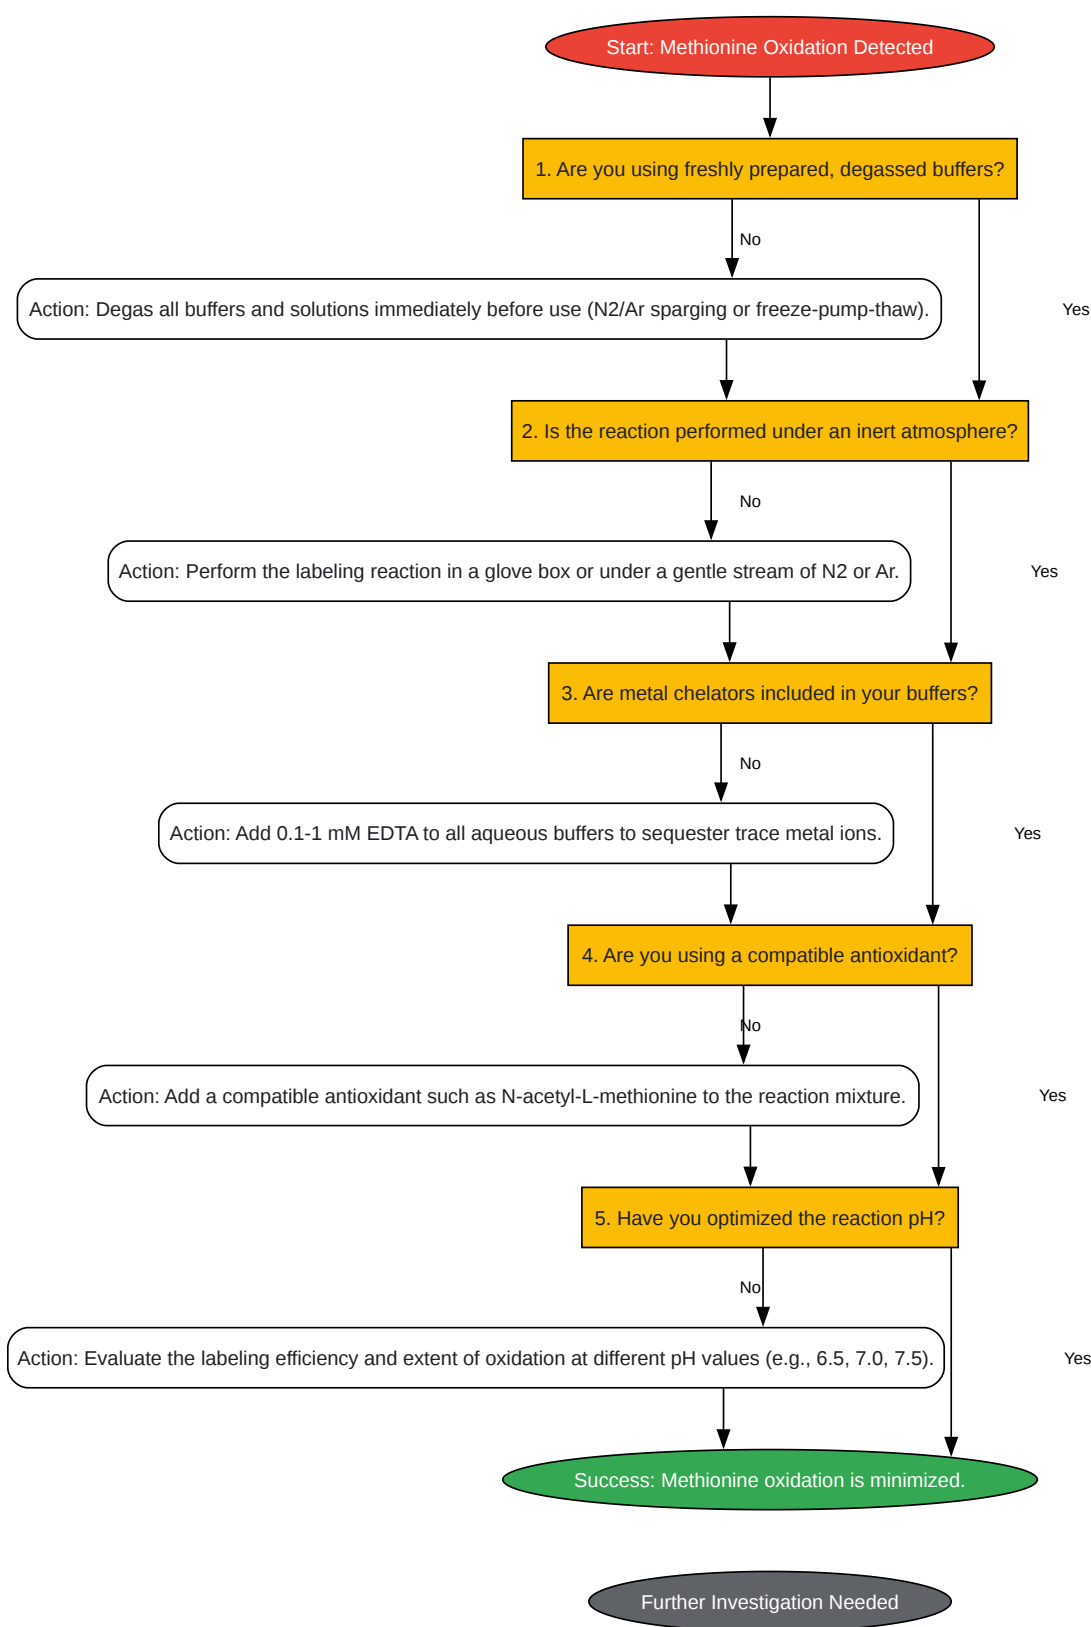 Start: Methionine Oxidation Detected
1. Are you using freshly prepared, degassed buffers?
No
Action: Degas all buffers and solutions immediately before use (N2/Ar sparging or freeze-pump-thaw).
Yes
2. Is the reaction performed under an inert atmosphere?
No
Action: Perform the labeling reaction in a glove box or under a gentle stream of N2 or Ar.
Yes
3. Are metal chelators included in your buffers?
No
Action: Add 0.1-1 mM EDTA to all aqueous buffers to sequester trace metal ions.
Yes
4. Are you using a compatible antioxidant?
No
Action: Add a compatible antioxidant such as N-acetyl-L-methionine to the reaction mixture.
Yes
5. Have you optimized the reaction pH?
No
Action: Evaluate the labeling efficiency and extent of oxidation at different pH values (e.g., 6.5, 7.0, 7.5).
Yes
Success: Methionine oxidation is minimized.
Further Investigation Needed